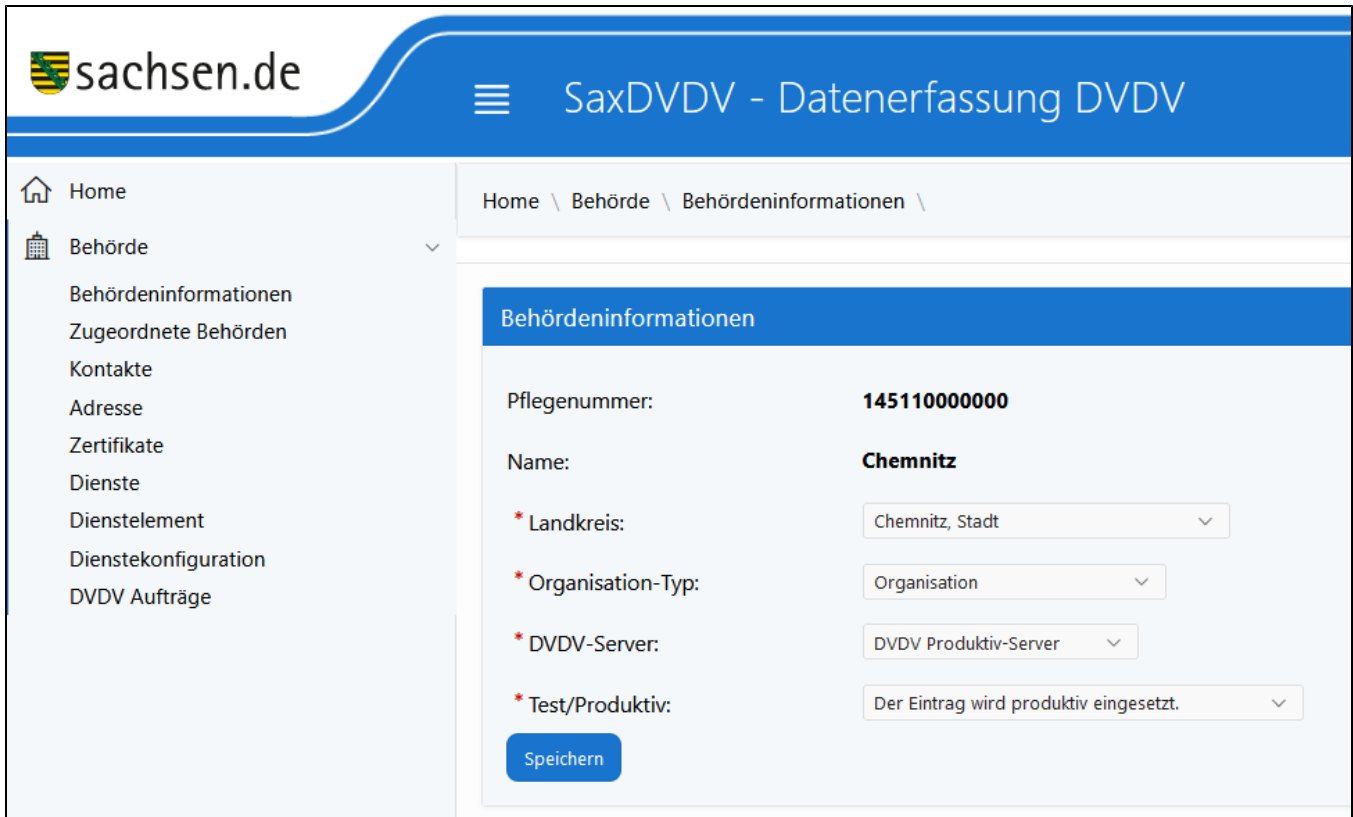 sachsen.de
SaxDVDV - Datenerfassung DVDV
Home
Behörde
Behördeninformationen
Zugeordnete Behörden
Kontakte
Adresse
Zertifikate
Dienste
Dienstelement
Dienstekonfiguration
DVDV Aufträge
Home \ Behörde \ Behördeninformationen \
Behördeninformationen
Pflegenummer: 145110000000
Name: Chemnitz
* Landkreis: Chemnitz, Stadt
* Organisation-Typ: Organisation
* DVDV-Server: DVDV Produktiv-Server
* Test/Produktiv: Der Eintrag wird produktiv eingesetzt.
Speichern